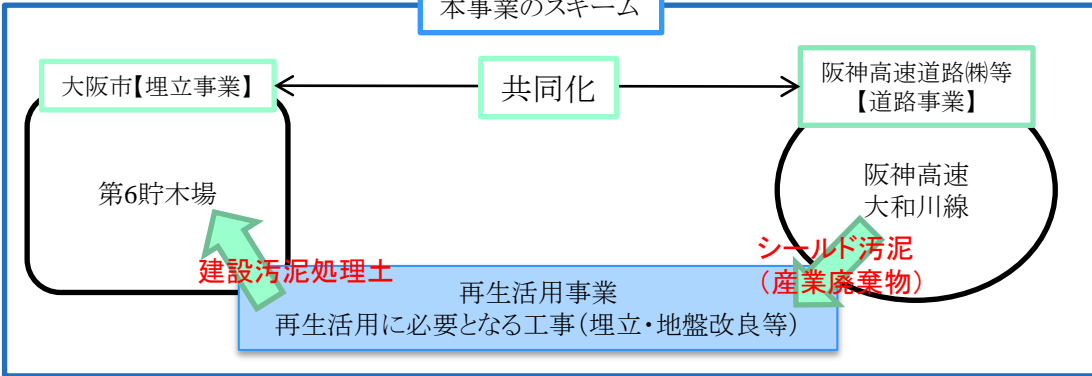 本事業のスキーム
大阪市【埋立事業】
共同化
阪神高速道路㈱等
【道路事業】
第6貯木場
阪神高速
大和川線
建設汚泥処理土
シールド汚泥
（産業廃棄物）
再生活用事業
再生活用に必要となる工事（埋立・地盤改良等）